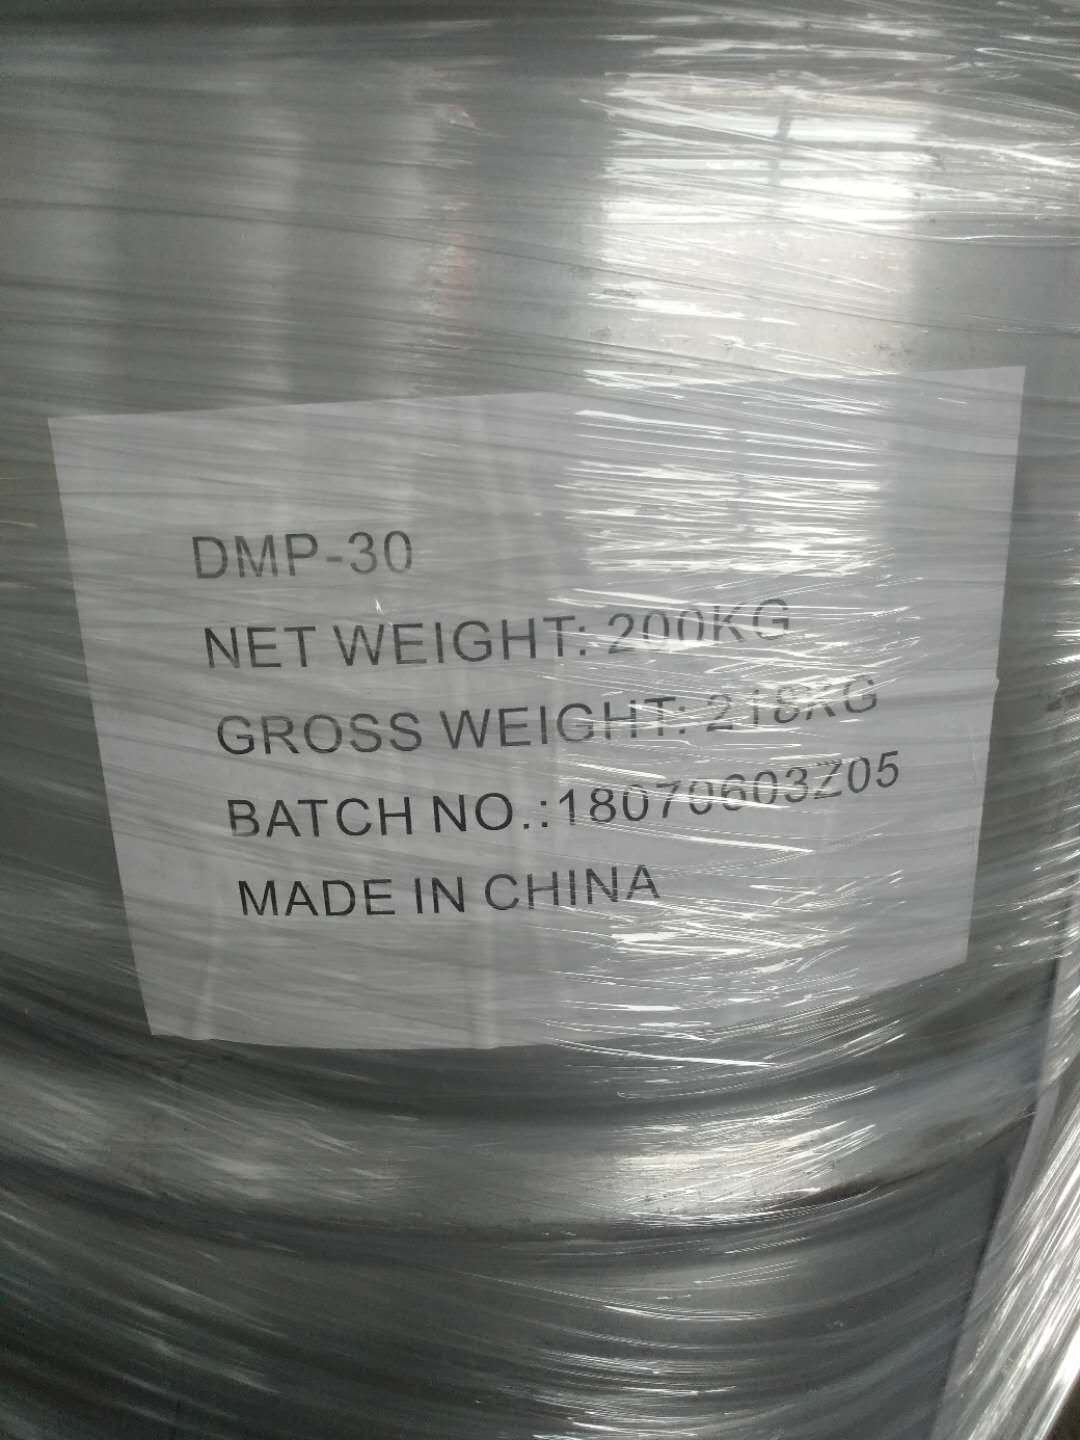 DMP-30
NET WEIGHT: 200KG
GROSS WEIGHT: 218KG
BATCH NO.:18070603Z05
MADE IN CHINA